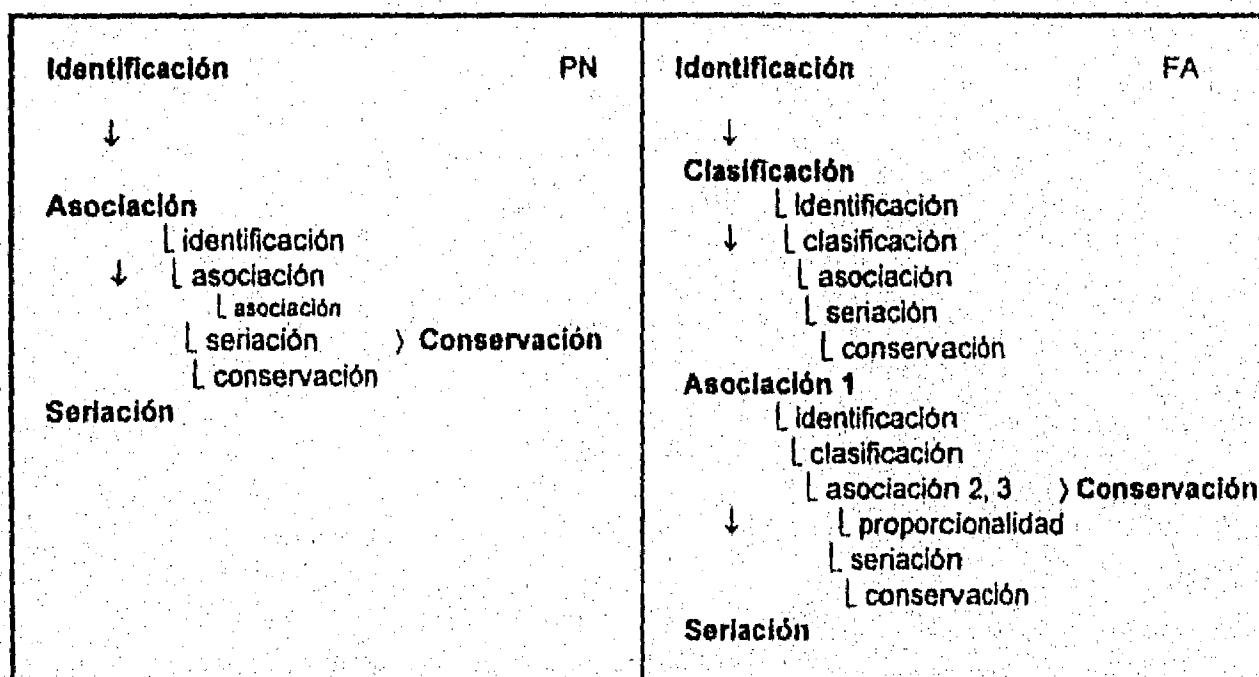 Identificación PN
↓
Asociación
└ identificación
↓ └ asociación
└ asociación
└ seriación 〉 Conservación
└ conservación
Seriación
Identificación FA
↓
Clasificación
└ Identificación
↓ └ clasificación
└ asociación
└ seriación
└ conservación
Asociación 1
└ Identificación
└ clasificación
└ asociación 2, 3 〉 Conservación
↓ └ proporcionalidad
└ seriación
└ conservación
Seriación